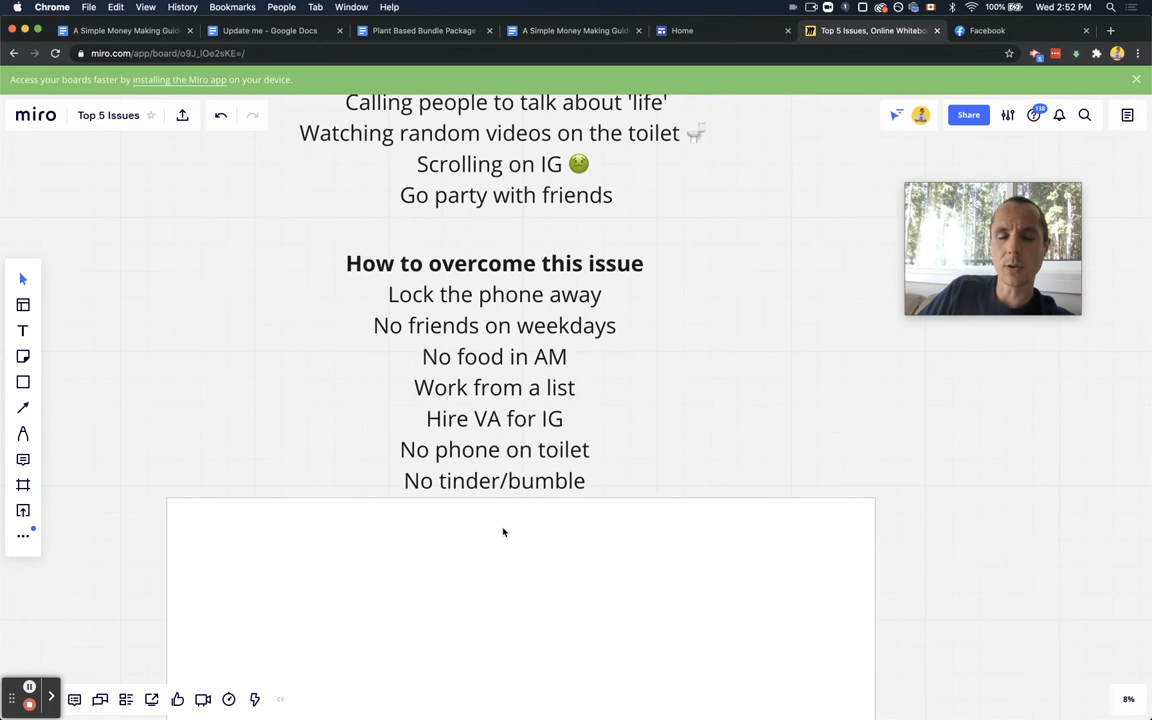 Chrome File Edit View History Bookmarks People Tab Window Help
100% Wed 2:52 PM
A Simple Money Making Guid
Update me - Google Docs
Plant Based Bundle Package
A Simple Money Making Guid
Home
Top 5 Issues, Online Whitebo
Facebook
miro.com/app/board/o9J_lOe2sKE=/
Access your boards faster by installing the Miro app on your device.
miro Top 5 Issues
Share
138
Calling people to talk about 'life'
Watching random videos on the toilet 🚽
Scrolling on IG 🤢
Go party with friends
How to overcome this issue
Lock the phone away
No friends on weekdays
No food in AM
Work from a list
Hire VA for IG
No phone on toilet
No tinder/bumble
8%